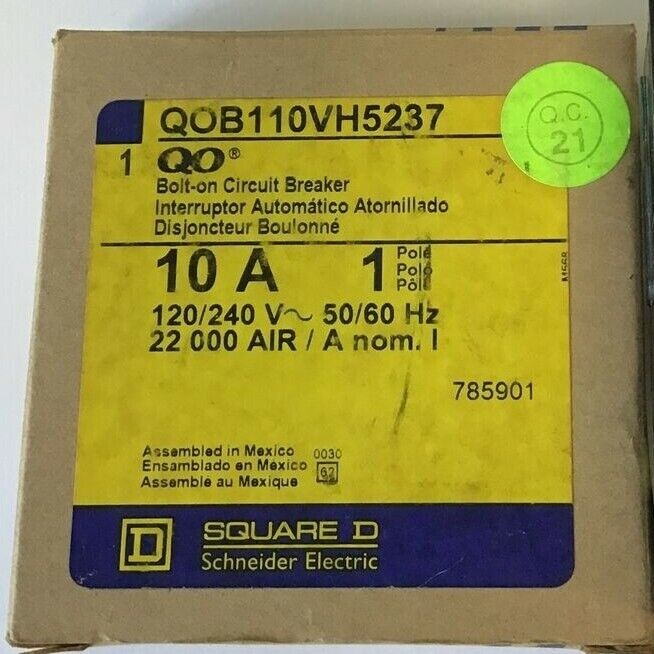 QOB110VH5237
Q.C.
21
1 QO®
Bolt-on Circuit Breaker
Interruptor Automático Atornillado
Disjoncteur Boulonné
10 A 1 Pole
Polo
Pôle
120/240 V~ 50/60 Hz
22 000 AIR / A nom. I
785901
Assembled in Mexico 0030
Ensamblado en México 62
Assemblé au Mexique
D SQUARE D
Schneider Electric